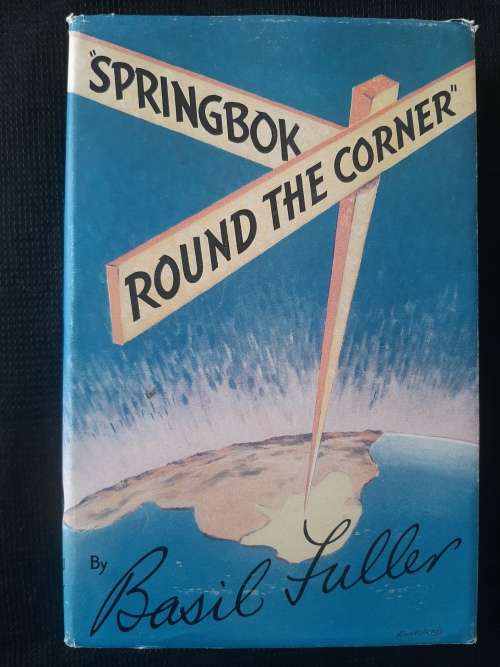 "SPRINGBOK
ROUND THE CORNER"
By
Basil Fuller